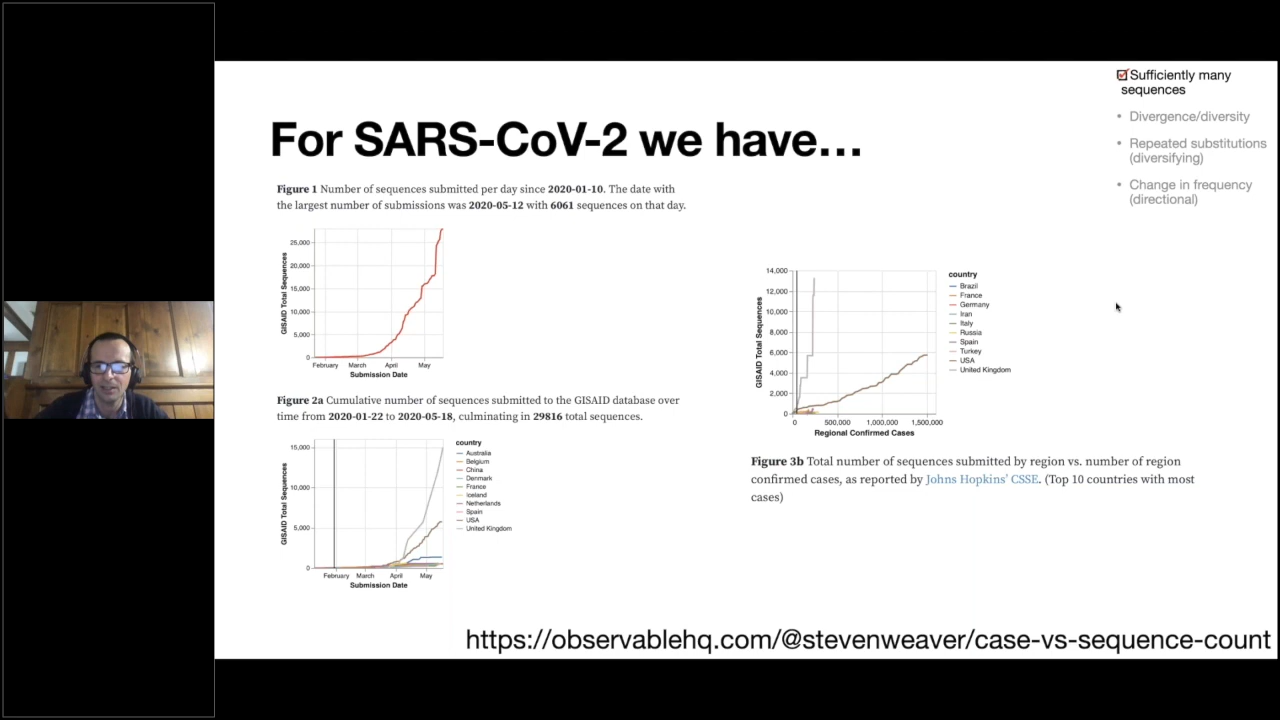 For SARS-CoV-2 we have…
☑Sufficiently many
sequences
• Divergence/diversity
• Repeated substitutions
(diversifying)
• Change in frequency
(directional)
Figure 1 Number of sequences submitted per day since 2020-01-10. The date with
the largest number of submissions was 2020-05-12 with 6061 sequences on that day.
25,000
20,000
15,000
10,000
5,000
0
GISAID Total Sequences
February March April May
Submission Date
Figure 2a Cumulative number of sequences submitted to the GISAID database over
time from 2020-01-22 to 2020-05-18, culminating in 29816 total sequences.
15,000
10,000
5,000
0
GISAID Total Sequences
February March April May
Submission Date
country
Australia
Belgium
China
Denmark
France
Iceland
Netherlands
Spain
USA
United Kingdom
14,000
12,000
10,000
8,000
6,000
4,000
2,000
0
GISAID Total Sequences
0 500,000 1,000,000 1,500,000
Regional Confirmed Cases
country
Brazil
France
Germany
Iran
Italy
Russia
Spain
Turkey
USA
United Kingdom
Figure 3b Total number of sequences submitted by region vs. number of region
confirmed cases, as reported by Johns Hopkins' CSSE. (Top 10 countries with most
cases)
https://observablehq.com/@stevenweaver/case-vs-sequence-count